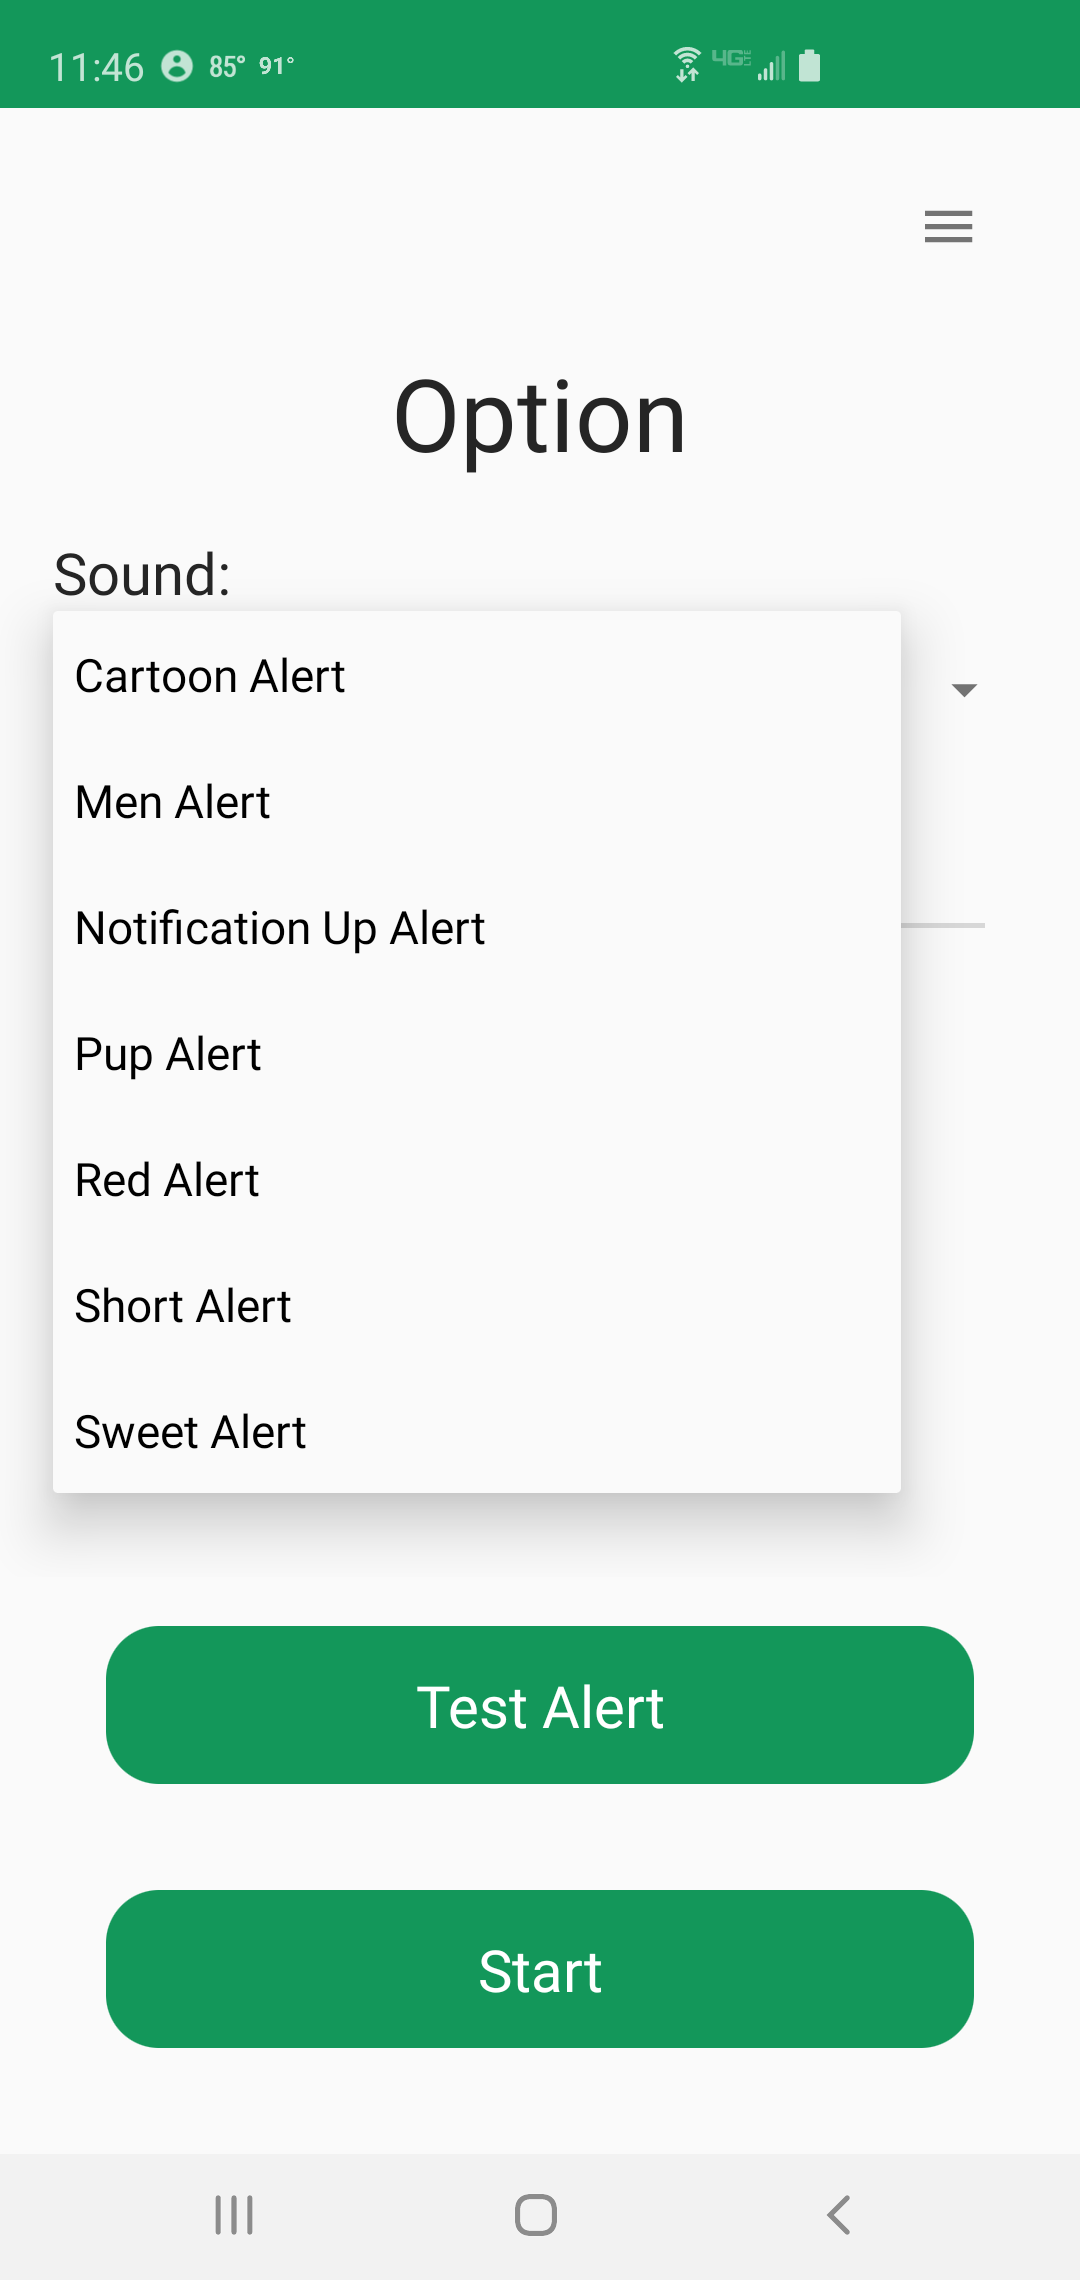 11:46 85° 91° 4G LTE
Option
Sound:
Cartoon Alert
Men Alert
Notification Up Alert
Pup Alert
Red Alert
Short Alert
Sweet Alert
Test Alert
Start